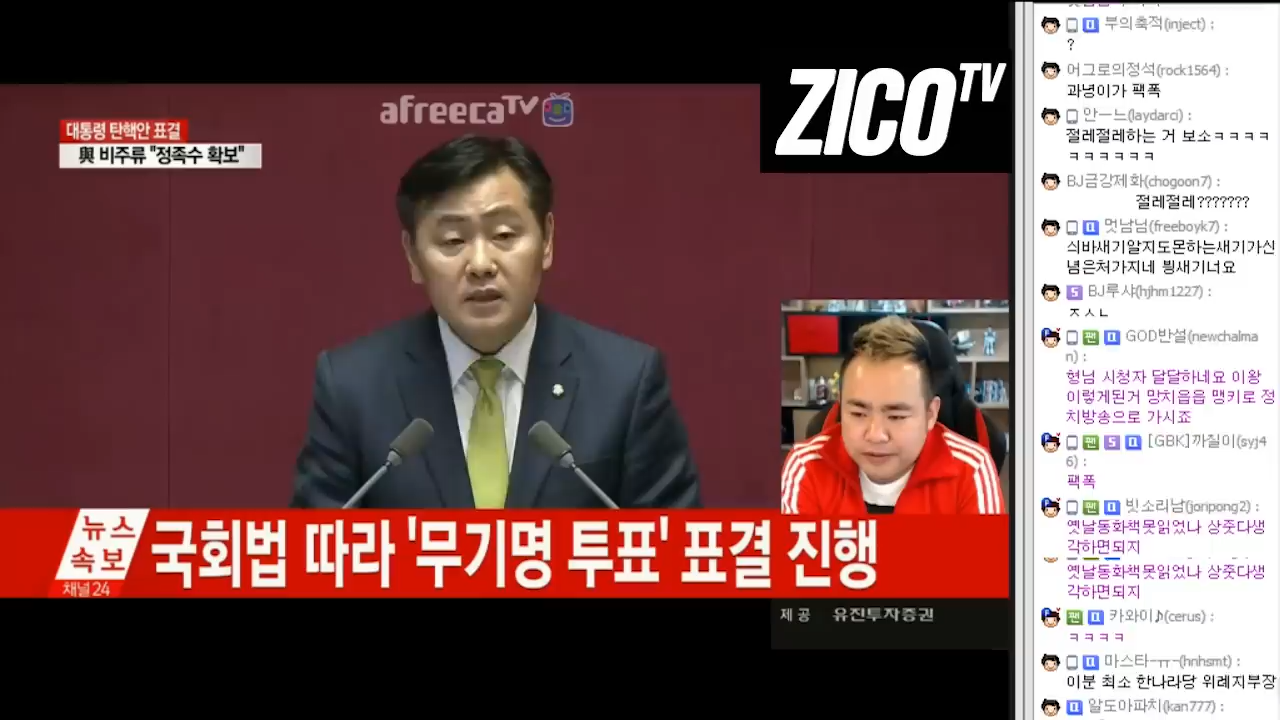 afreecaTV
ZICO TV
대통령 탄핵안 표결
與 비주류 "정족수 확보"
뉴스
속보
국회법 따라 '무기명 투표' 표결 진행
채널24
제 공 유진투자증권
부의축적(inject) :
?
어그로의정석(rock1564) :
과녕이가 팩폭
안ㅡ느(laydarci) :
절레절레하는 거 보소ㅋㅋㅋㅋ
ㅋㅋㅋㅋㅋㅋ
BJ금강제화(chogoon7) :
절레절레???????
멋남님(freeboyk7) :
싀바새기알지도몬하는새기가신
념은처가지네 븽새기너요
BJ루샤(hjhm1227) :
ㅈㅅㄴ
GOD반설(newchalma
n) :
형님 시청자 달달하네요 이왕
이렇게된거 망치읍읍 맹키로 정
치방송으로 가시죠
[GBK]까칠이(syj4
6) :
팩폭
빗소리남(joripong2) :
옛날동화책못읽었나 상줏다생
각하면되지
옛날동화책못읽었나 상줏다생
각하면되지
카와이♪(cerus) :
ㅋㅋㅋㅋ
마스타-ㅠ-(hnhsmt) :
이분 최소 한나라당 위례지부장
알도아파치(kan777) :